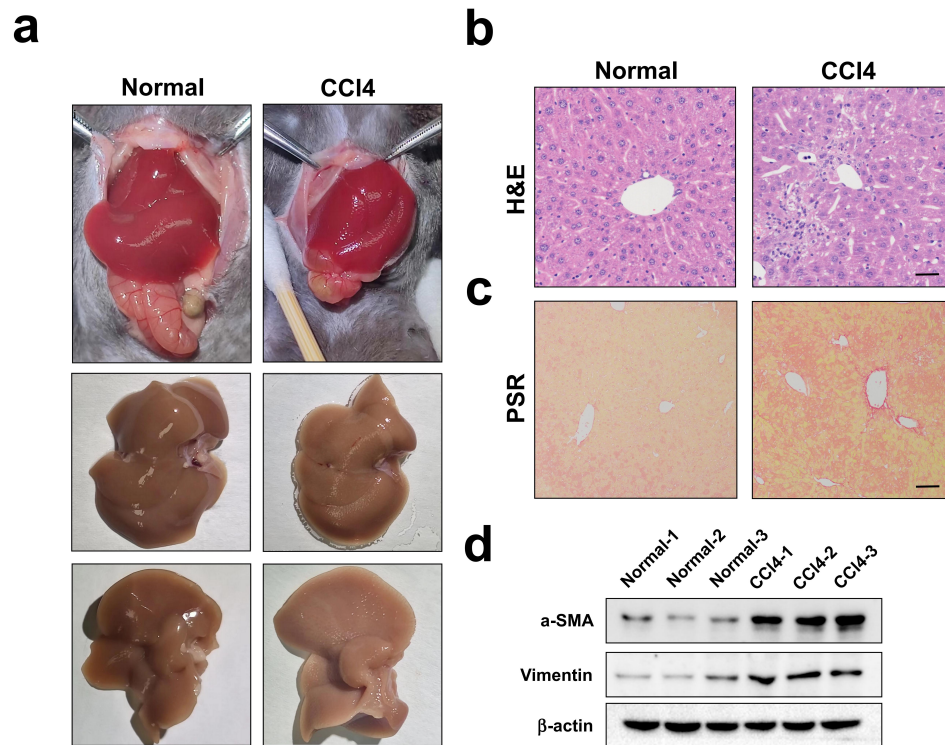 a
Normal CCl4
b
Normal CCl4
H&E
c
PSR
d
Normal-1 Normal-2 Normal-3 CCl4-1 CCl4-2 CCl4-3
a-SMA
Vimentin
β-actin